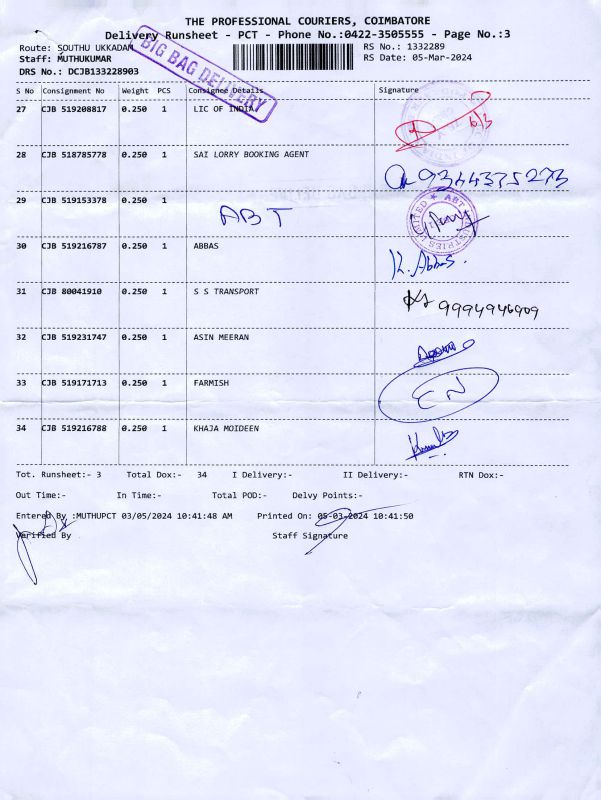 THE PROFESSIONAL COURIERS, COIMBATORE
Delivery Runsheet - PCT - Phone No.:0422-3505555 - Page No.:3
Route: SOUTHU UKKADAM
RS No.: 1332289
Staff: MUTHUKUMAR
RS Date: 05-Mar-2024
DRS No.: DCJB133228903
BIG BAG DELIVERY
S No Consignment No Weight PCS Consignee Details Signature
27 CJB 519208817 0.250 1 LIC OF INDIA
6/3
28 CJB 518785778 0.250 1 SAI LORRY BOOKING AGENT
9364375273
29 CJB 519153378 0.250 1 ABT
30 CJB 519216787 0.250 1 ABBAS K. Abbas.
31 CJB 80041910 0.250 1 S S TRANSPORT
9994946909
32 CJB 519231747 0.250 1 ASIN MEERAN
33 CJB 519171713 0.250 1 FARMISH EN
34 CJB 519216788 0.250 1 KHAJA MOIDEEN
Tot. Runsheet:- 3 Total Dox:- 34 I Delivery:- II Delivery:- RTN Dox:-
Out Time:- In Time:- Total POD:- Delvy Points:-
Entered By :MUTHUPCT 03/05/2024 10:41:48 AM Printed On: 05-03-2024 10:41:50
Verified By Staff Signature